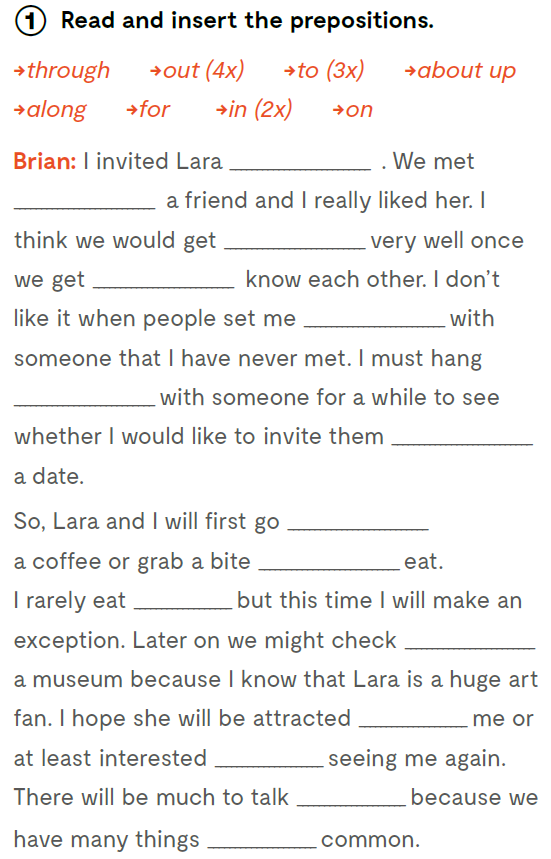 1 Read and insert the prepositions.
→through →out (4x) →to (3x) →about up
→along →for →in (2x) →on
Brian: I invited Lara ____________ . We met
____________ a friend and I really liked her. I
think we would get ____________ very well once
we get ____________ know each other. I don't
like it when people set me ____________ with
someone that I have never met. I must hang
____________ with someone for a while to see
whether I would like to invite them ____________
a date.
So, Lara and I will first go ____________
a coffee or grab a bite ____________ eat.
I rarely eat ________ but this time I will make an
exception. Later on we might check ____________
a museum because I know that Lara is a huge art
fan. I hope she will be attracted _________ me or
at least interested _________ seeing me again.
There will be much to talk _________ because we
have many things _________ common.